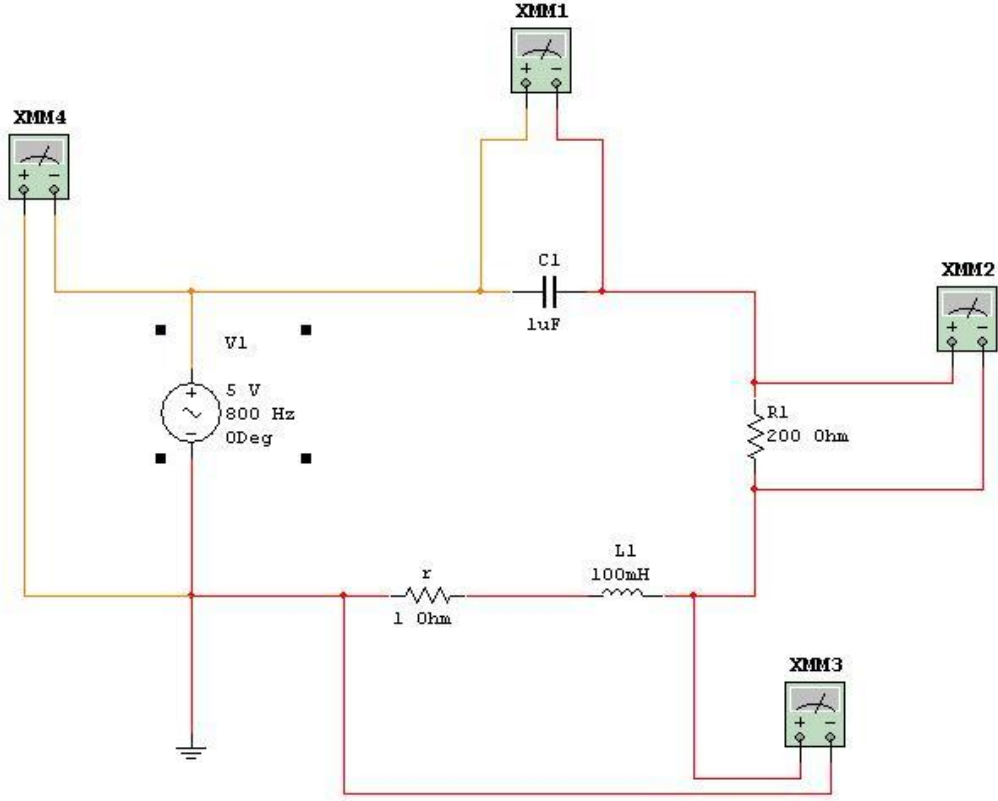 XMM1
+ −
XMM4
+ −
C1
1uF
XMM2
+ −
V1
+
5 V
800 Hz
0Deg
−
R1
200 Ohm
r
1 Ohm
L1
100mH
XMM3
+ −